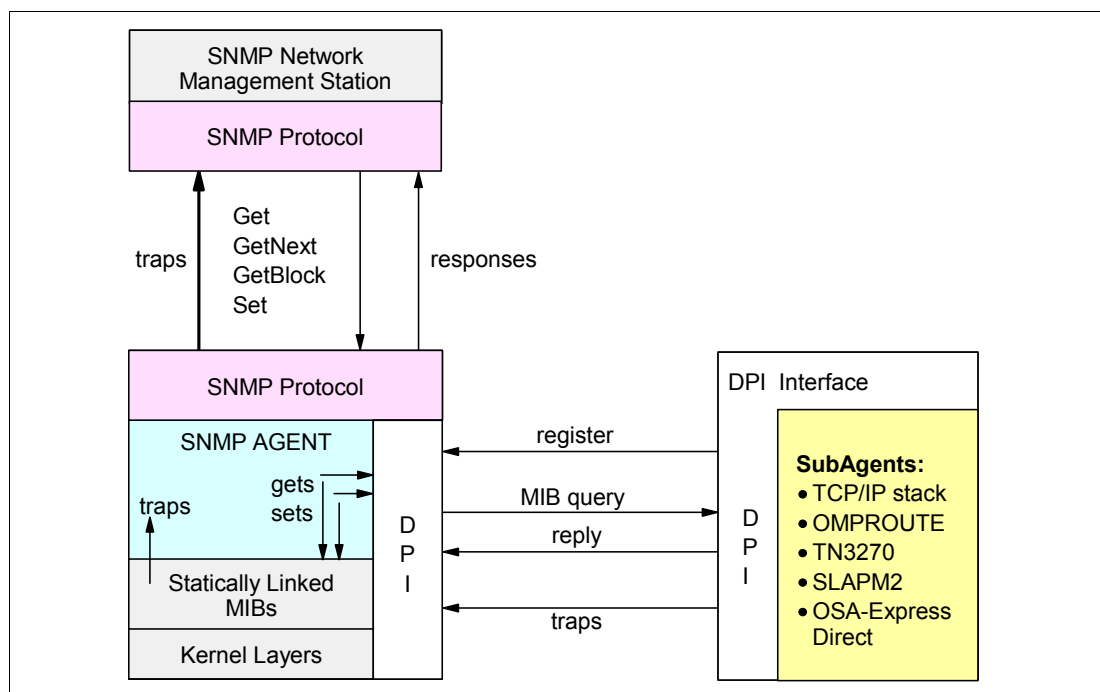 SNMP Network
Management Station
SNMP Protocol
traps
Get
GetNext
GetBlock
Set
responses
SNMP Protocol
SNMP AGENT
gets
sets
traps
Statically Linked
MIBs
Kernel Layers
D
P
I
register
MIB query
reply
traps
DPI Interface
D
P
I
SubAgents:
• TCP/IP stack
• OMPROUTE
• TN3270
• SLAPM2
• OSA-Express
Direct